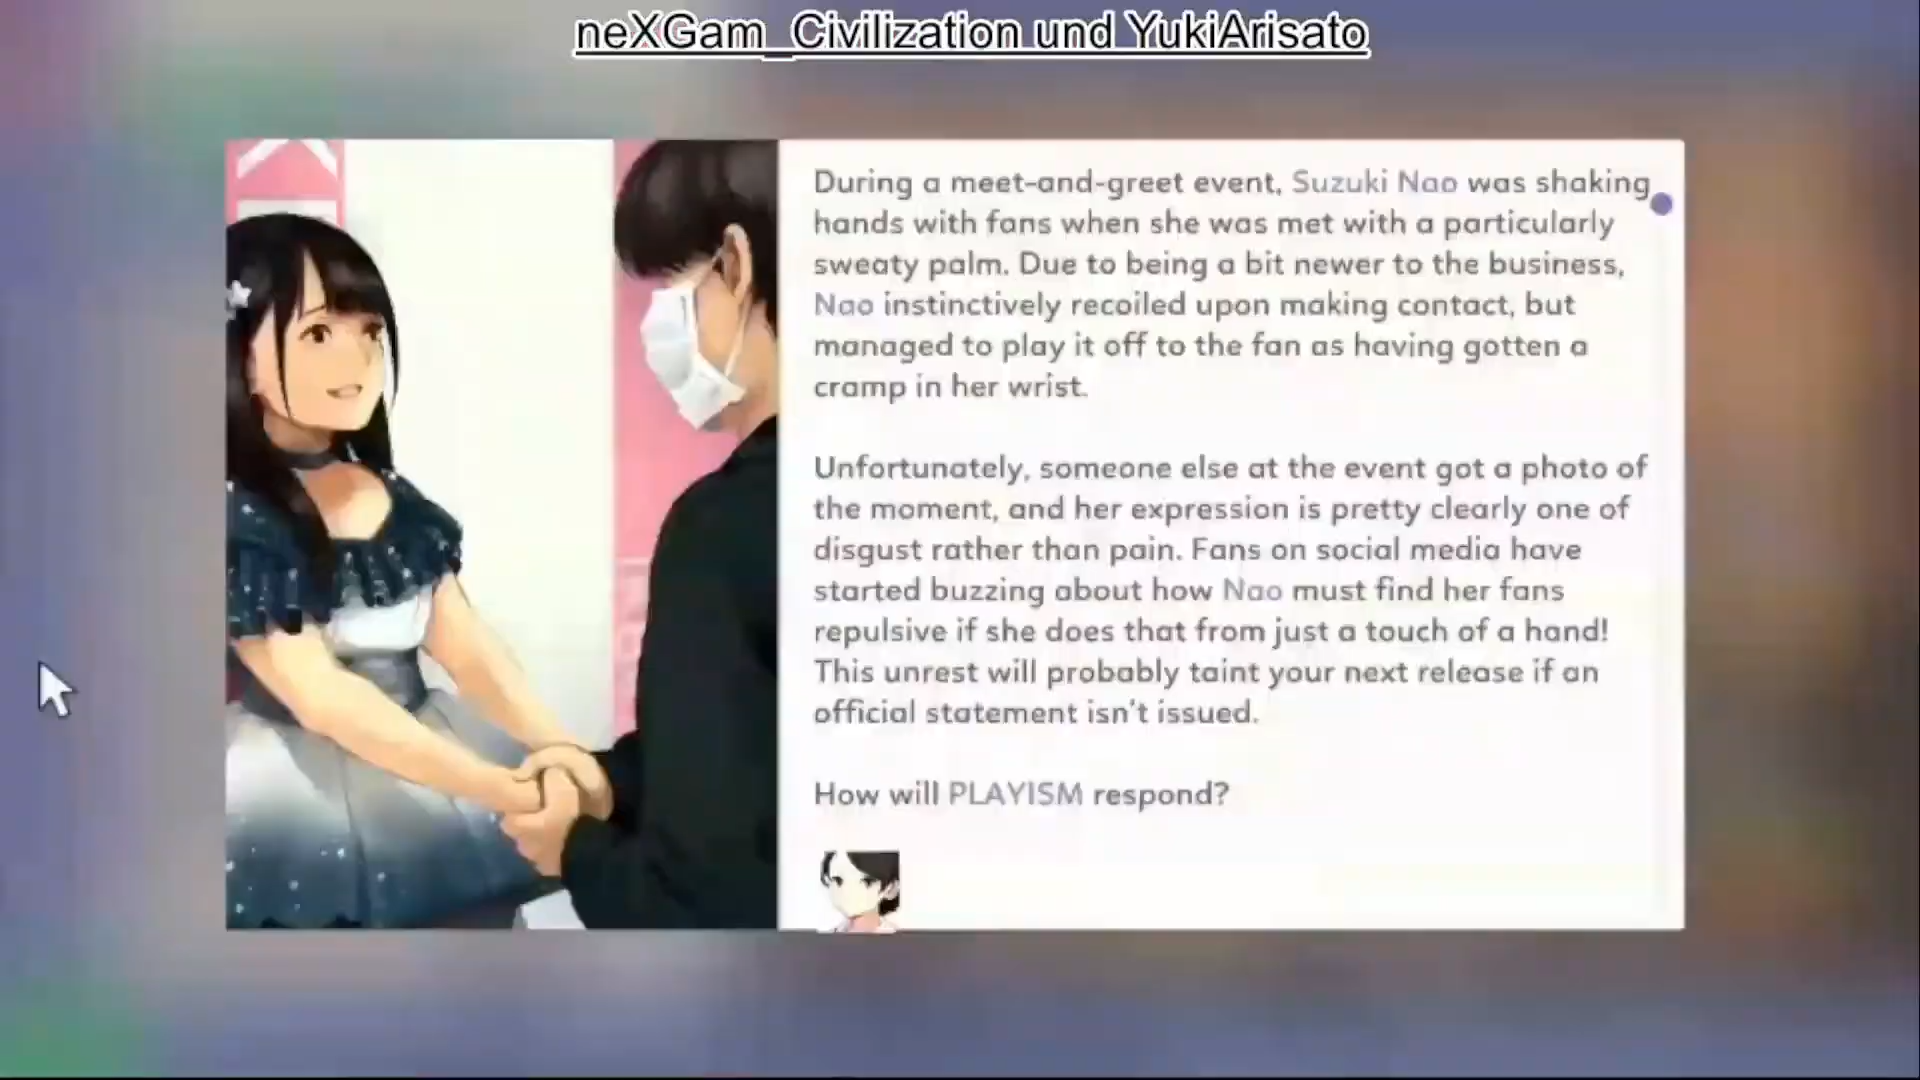 neXGam_Civilization und YukiArisato
During a meet-and-greet event, Suzuki Nao was shaking
hands with fans when she was met with a particularly
sweaty palm. Due to being a bit newer to the business,
Nao instinctively recoiled upon making contact, but
managed to play it off to the fan as having gotten a
cramp in her wrist.
Unfortunately, someone else at the event got a photo of
the moment, and her expression is pretty clearly one of
disgust rather than pain. Fans on social media have
started buzzing about how Nao must find her fans
repulsive if she does that from just a touch of a hand!
This unrest will probably taint your next release if an
official statement isn't issued.
How will PLAYISM respond?